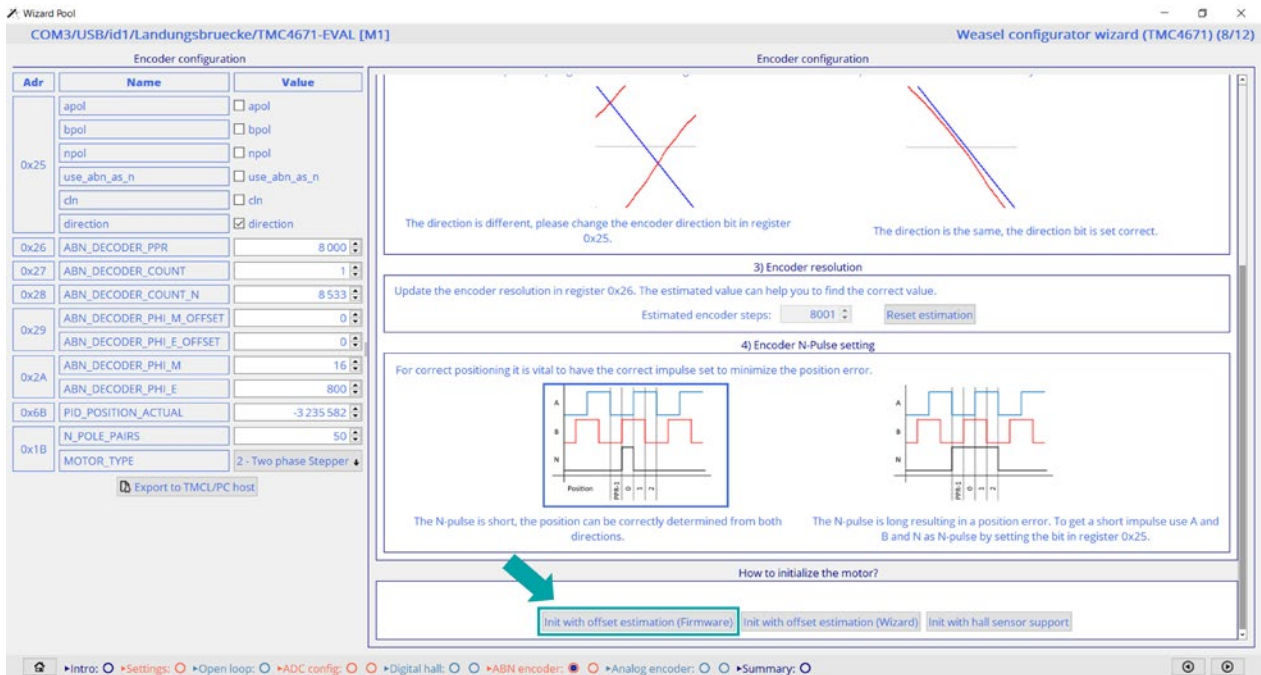 Wizard Pool
COM3/USB/id1/Landungsbruecke/TMC4671-EVAL [M1]
Weasel configurator wizard (TMC4671) (8/12)
Encoder configuration
Adr Name Value
0x25
apol apol
bpol bpol
npol npol
use_abn_as_n use_abn_as_n
cln cln
direction direction
0x26 ABN_DECODER_PPR 8 000
0x27 ABN_DECODER_COUNT 1
0x28 ABN_DECODER_COUNT_N 8 533
0x29
ABN_DECODER_PHI_M_OFFSET 0
ABN_DECODER_PHI_E_OFFSET 0
0x2A
ABN_DECODER_PHI_M 16
ABN_DECODER_PHI_E 800
0x6B PID_POSITION_ACTUAL -3 235 582
0x1B
N_POLE_PAIRS 50
MOTOR_TYPE 2 - Two phase Stepper
Export to TMCL/PC host
Encoder configuration
The direction is different, please change the encoder direction bit in register
0x25.
The direction is the same, the direction bit is set correct.
3) Encoder resolution
Update the encoder resolution in register 0x26. The estimated value can help you to find the correct value.
Estimated encoder steps: 8001 Reset estimation
4) Encoder N-Pulse setting
For correct positioning it is vital to have the correct impulse set to minimize the position error.
A
B
N
Position PPR-1 0 1 2
The N-pulse is short, the position can be correctly determined from both
directions.
A
B
N
PPR-1 0 1 2
The N-pulse is long resulting in a position error. To get a short impulse use A and
B and N as N-pulse by setting the bit in register 0x25.
How to initialize the motor?
Init with offset estimation (Firmware) Init with offset estimation (Wizard) Init with hall sensor support
Intro: Settings: Open loop: ADC config: Digital hall: ABN encoder: Analog encoder: Summary: